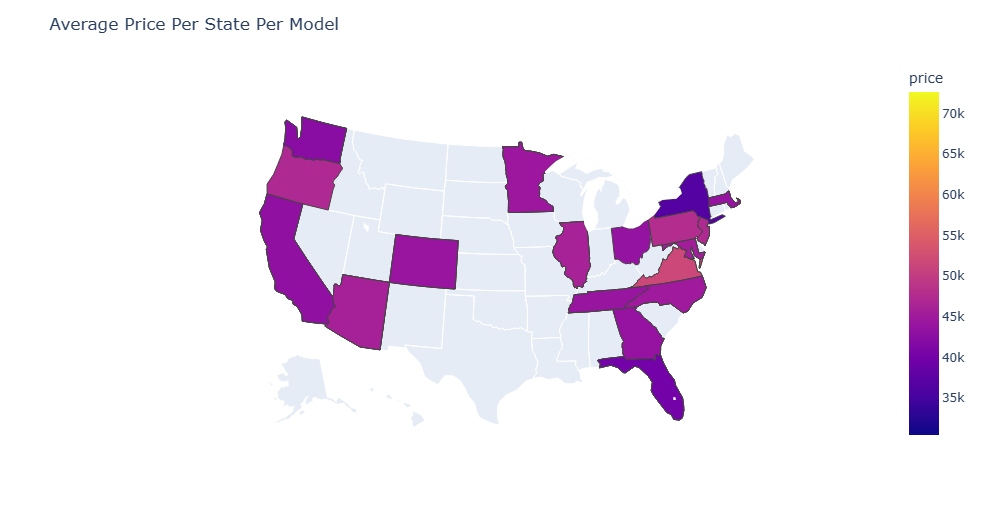 Average Price Per State Per Model
price
70k
65k
60k
55k
50k
45k
40k
35k